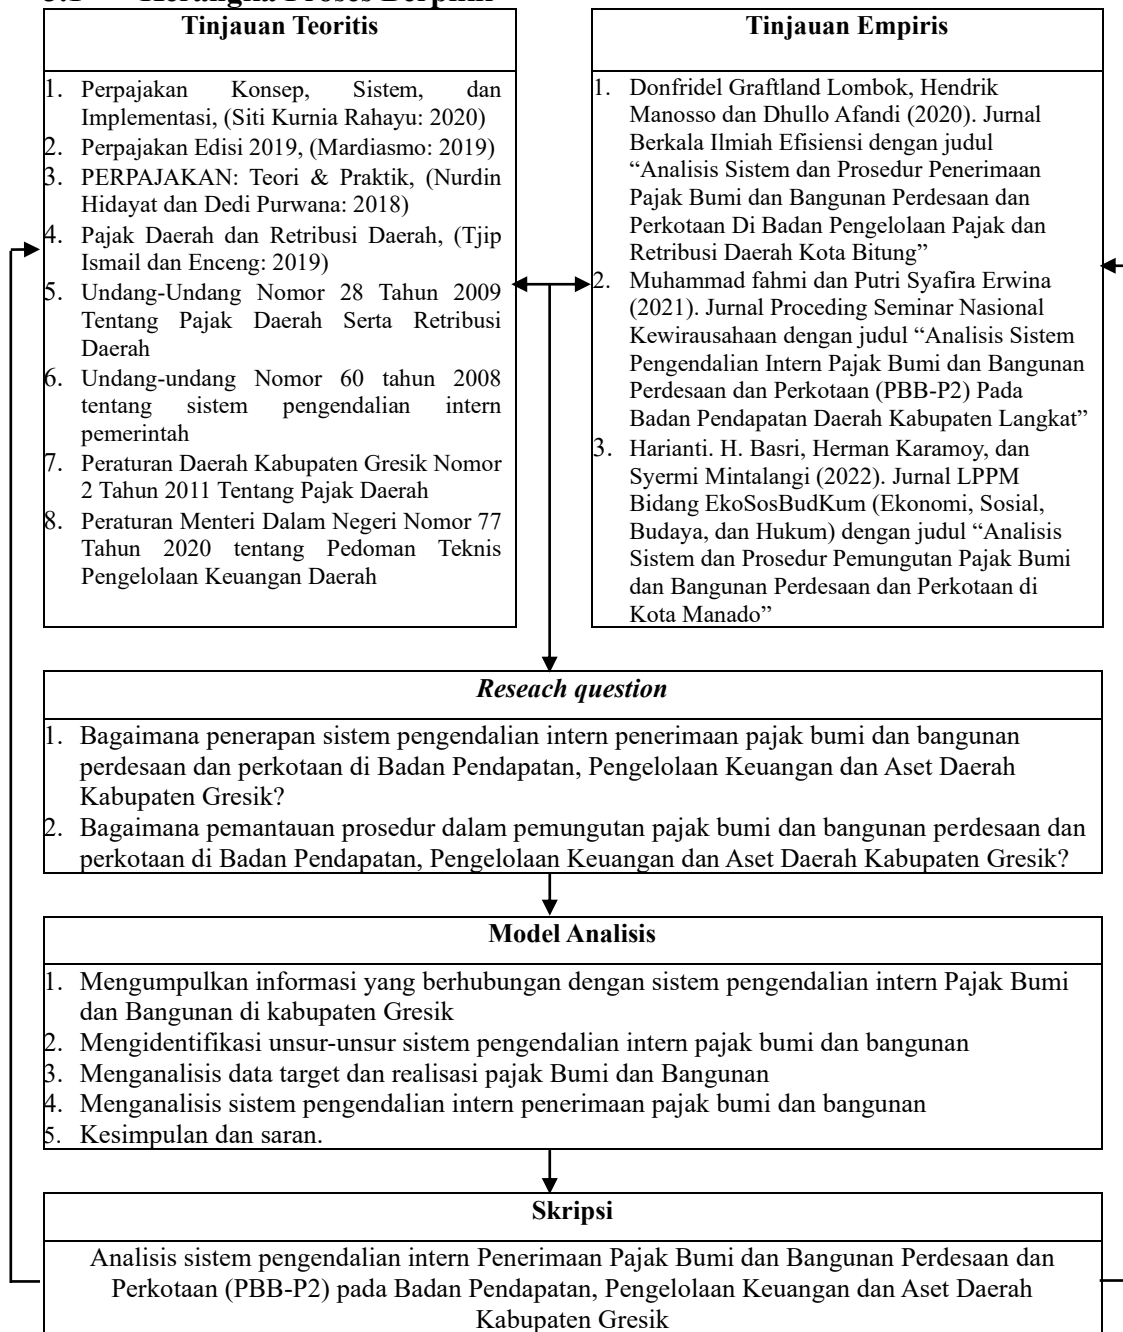 3.1 Kerangka Proses Berpikir
Tinjauan Teoritis
1. Perpajakan Konsep, Sistem, dan
Implementasi, (Siti Kurnia Rahayu: 2020)
2. Perpajakan Edisi 2019, (Mardiasmo: 2019)
3. PERPAJAKAN: Teori & Praktik, (Nurdin
Hidayat dan Dedi Purwana: 2018)
4. Pajak Daerah dan Retribusi Daerah, (Tjip
Ismail dan Enceng: 2019)
5. Undang-Undang Nomor 28 Tahun 2009
Tentang Pajak Daerah Serta Retribusi
Daerah
6. Undang-undang Nomor 60 tahun 2008
tentang sistem pengendalian intern
pemerintah
7. Peraturan Daerah Kabupaten Gresik Nomor
2 Tahun 2011 Tentang Pajak Daerah
8. Peraturan Menteri Dalam Negeri Nomor 77
Tahun 2020 tentang Pedoman Teknis
Pengelolaan Keuangan Daerah
Tinjauan Empiris
1. Donfridel Graftland Lombok, Hendrik
Manosso dan Dhullo Afandi (2020). Jurnal
Berkala Ilmiah Efisiensi dengan judul
“Analisis Sistem dan Prosedur Penerimaan
Pajak Bumi dan Bangunan Perdesaan dan
Perkotaan Di Badan Pengelolaan Pajak dan
Retribusi Daerah Kota Bitung”
2. Muhammad fahmi dan Putri Syafira Erwina
(2021). Jurnal Proceding Seminar Nasional
Kewirausahaan dengan judul “Analisis Sistem
Pengendalian Intern Pajak Bumi dan Bangunan
Perdesaan dan Perkotaan (PBB-P2) Pada
Badan Pendapatan Daerah Kabupaten Langkat”
3. Harianti. H. Basri, Herman Karamoy, dan
Syermi Mintalangi (2022). Jurnal LPPM
Bidang EkoSosBudKum (Ekonomi, Sosial,
Budaya, dan Hukum) dengan judul “Analisis
Sistem dan Prosedur Pemungutan Pajak Bumi
dan Bangunan Perdesaan dan Perkotaan di
Kota Manado”
Reseach question
1. Bagaimana penerapan sistem pengendalian intern penerimaan pajak bumi dan bangunan
perdesaan dan perkotaan di Badan Pendapatan, Pengelolaan Keuangan dan Aset Daerah
Kabupaten Gresik?
2. Bagaimana pemantauan prosedur dalam pemungutan pajak bumi dan bangunan perdesaan dan
perkotaan di Badan Pendapatan, Pengelolaan Keuangan dan Aset Daerah Kabupaten Gresik?
Model Analisis
1. Mengumpulkan informasi yang berhubungan dengan sistem pengendalian intern Pajak Bumi
dan Bangunan di kabupaten Gresik
2. Mengidentifikasi unsur-unsur sistem pengendalian intern pajak bumi dan bangunan
3. Menganalisis data target dan realisasi pajak Bumi dan Bangunan
4. Menganalisis sistem pengendalian intern penerimaan pajak bumi dan bangunan
5. Kesimpulan dan saran.
Skripsi
Analisis sistem pengendalian intern Penerimaan Pajak Bumi dan Bangunan Perdesaan dan
Perkotaan (PBB-P2) pada Badan Pendapatan, Pengelolaan Keuangan dan Aset Daerah
Kabupaten Gresik